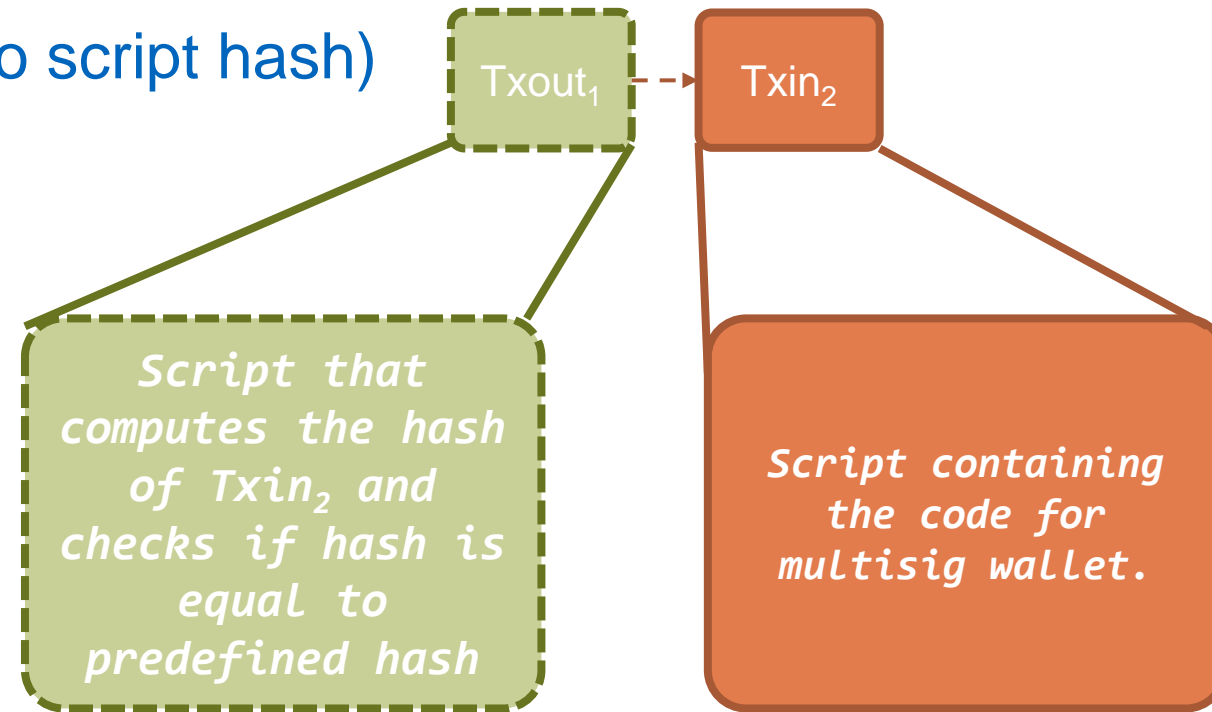 o script hash)
Txout₁
Txin₂
Script that
computes the hash
of Txin₂ and
checks if hash is
equal to
predefined hash
Script containing
the code for
multisig wallet.